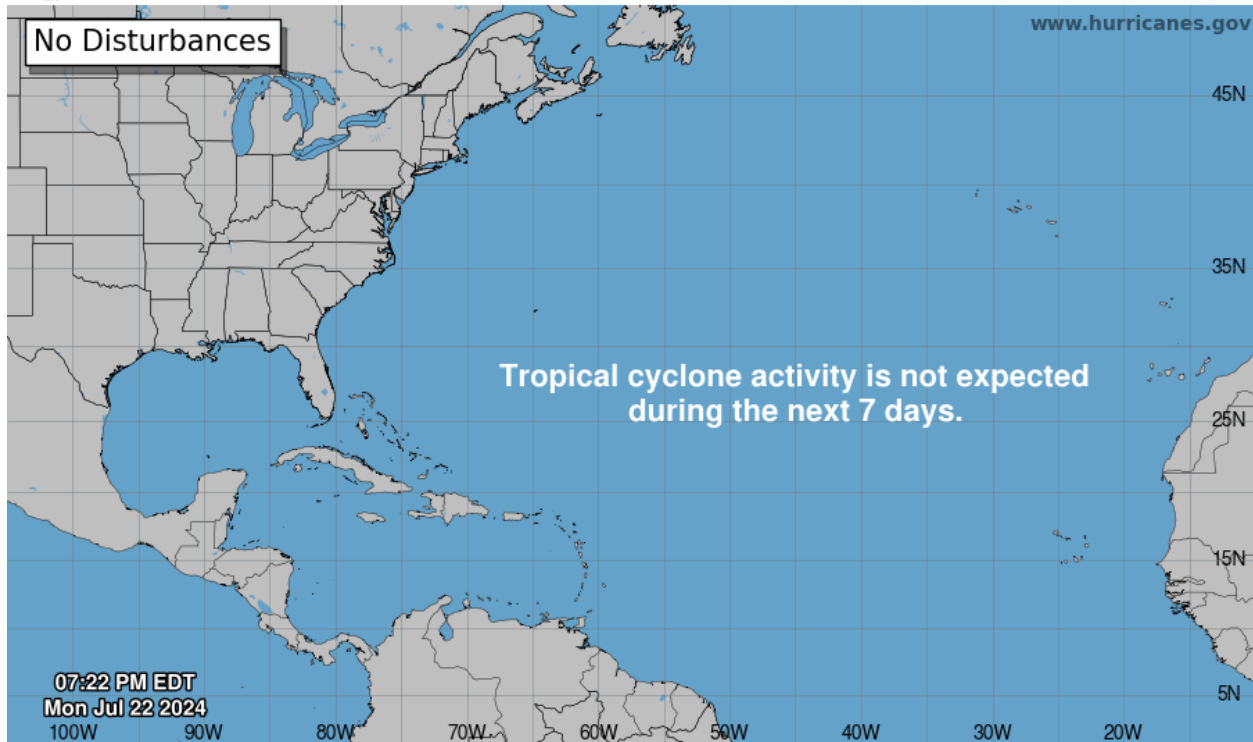 www.hurricanes.gov
No Disturbances
45N
35N
Tropical cyclone activity is not expected
during the next 7 days.
25N
15N
07:22 PM EDT
Mon Jul 22 2024
5N
100W 90W 80W 70W 60W 50W 40W 30W 20W